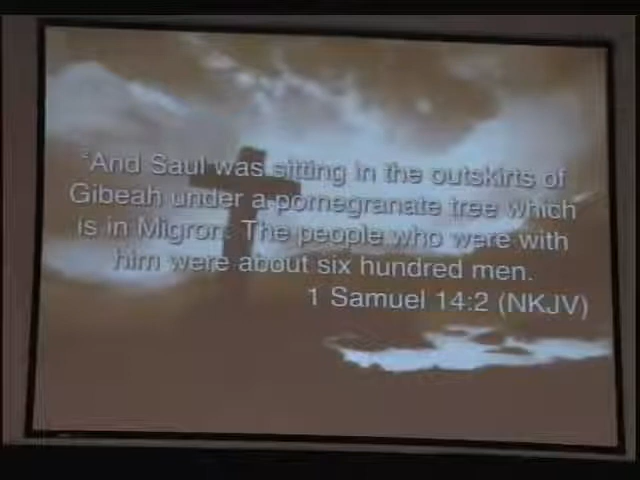 "And Saul was sitting in the outskirts of
Gibeah under a pomegranate tree which
is in Migron. The people who were with
him were about six hundred men.
1 Samuel 14:2 (NKJV)